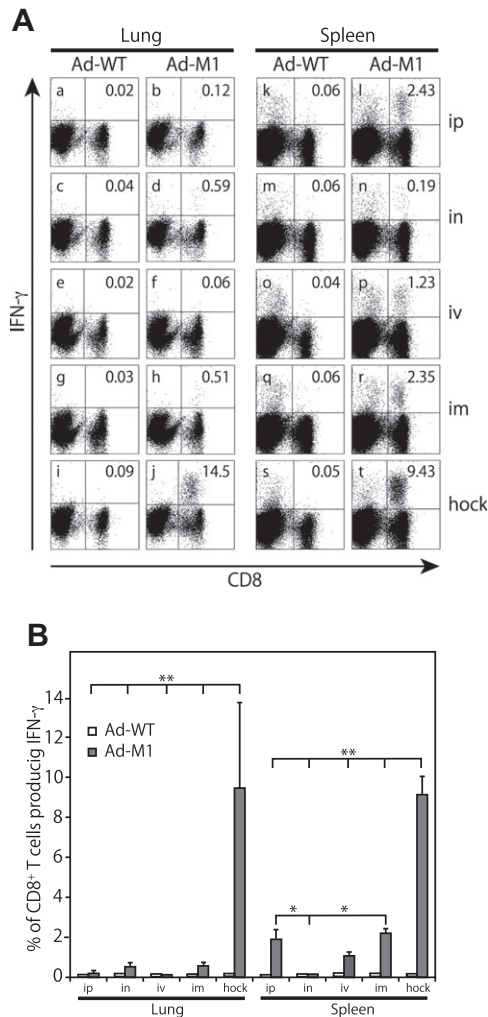 A
Lung Spleen
Ad-WT Ad-M1 Ad-WT Ad-M1
a 0.02 b 0.12 k 0.06 l 2.43 ip
c 0.04 d 0.59 m 0.06 n 0.19 in
e 0.02 f 0.06 o 0.04 p 1.23 iv
g 0.03 h 0.51 q 0.06 r 2.35 im
i 0.09 j 14.5 s 0.05 t 9.43 hock
IFN-γ
CD8
B
% of CD8⁺ T cells producig IFN-γ
14
12
10
8
6
4
2
0
Ad-WT
Ad-M1
**
**
* *
ip in iv im hock ip in iv im hock
Lung Spleen